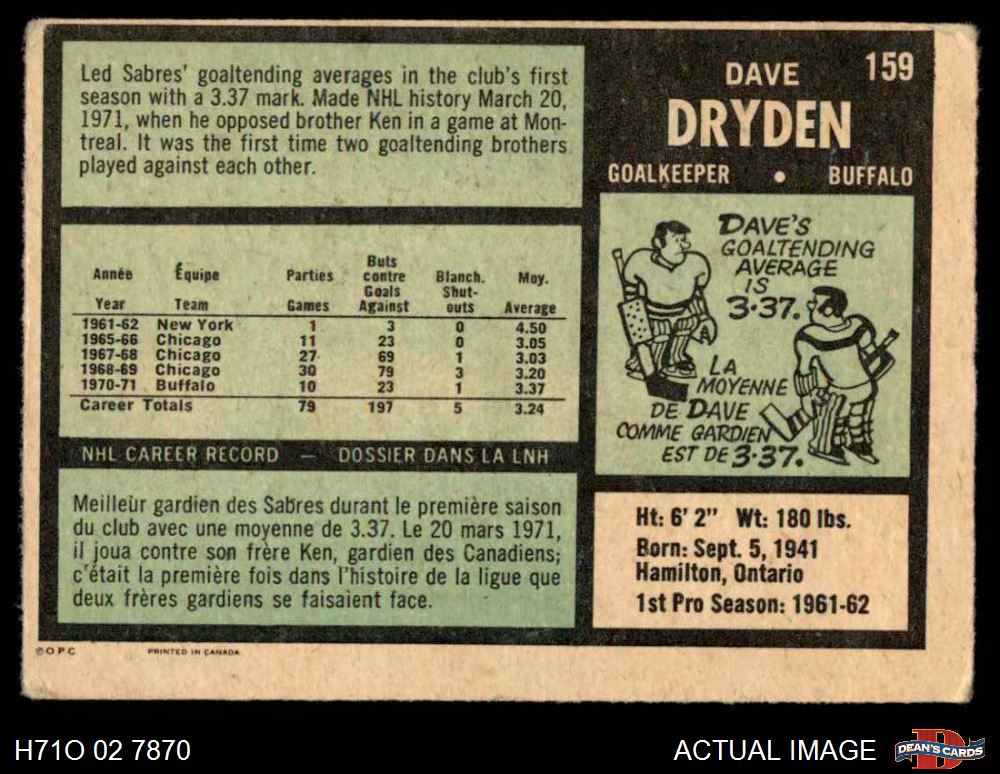 Led Sabres' goaltending averages in the club's first
season with a 3.37 mark. Made NHL history March 20,
1971, when he opposed brother Ken in a game at Mon-
treal. It was the first time two goaltending brothers
played against each other.
DAVE 159
DRYDEN
GOALKEEPER • BUFFALO
DAVE'S
GOALTENDING
AVERAGE
IS
3.37.
LA
MOYENNE
DE DAVE
COMME GARDIEN
EST DE 3.37.
Année Équipe Parties Buts contre Blanch. Moy.
Year Team Games Goals Against Shut-outs Average
1961-62 New York 1 3 0 4.50
1965-66 Chicago 11 23 0 3.05
1967-68 Chicago 27 69 1 3.03
1968-69 Chicago 30 79 3 3.20
1970-71 Buffalo 10 23 1 3.37
Career Totals 79 197 5 3.24
NHL CAREER RECORD — DOSSIER DANS LA LNH
Meilleur gardien des Sabres durant le première saison
du club avec une moyenne de 3.37. Le 20 mars 1971,
il joua contre son frère Ken, gardien des Canadiens;
c'était la première fois dans l'histoire de la ligue que
deux frères gardiens se faisaient face.
Ht: 6' 2" Wt: 180 lbs.
Born: Sept. 5, 1941
Hamilton, Ontario
1st Pro Season: 1961-62
©OPC PRINTED IN CANADA
H71O 02 7870 ACTUAL IMAGE DEAN'S CARDS